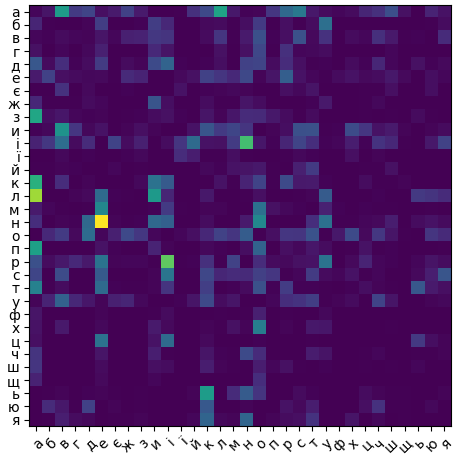 а
б
в
г
д
е
є
ж
з
и
і
ї
й
к
л
м
н
о
п
р
с
т
у
ф
х
ц
ч
ш
щ
ь
ю
я
а б в г д е є ж з и і ї й к л м н о п р с т у ф х ц ч ш щ ь ю я